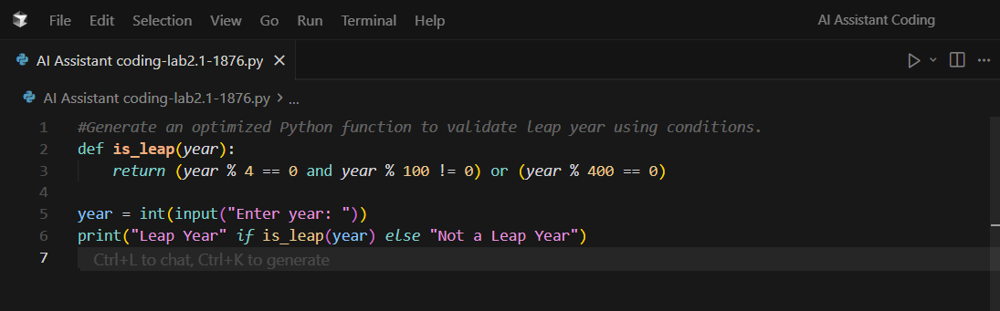 File Edit Selection View Go Run Terminal Help AI Assistant Coding
AI Assistant coding-lab2.1-1876.py
AI Assistant coding-lab2.1-1876.py > ...
1 #Generate an optimized Python function to validate leap year using conditions.
2 def is_leap(year):
3     return (year % 4 == 0 and year % 100 != 0) or (year % 400 == 0)
4
5 year = int(input("Enter year: "))
6 print("Leap Year" if is_leap(year) else "Not a Leap Year")
7 Ctrl+L to chat, Ctrl+K to generate